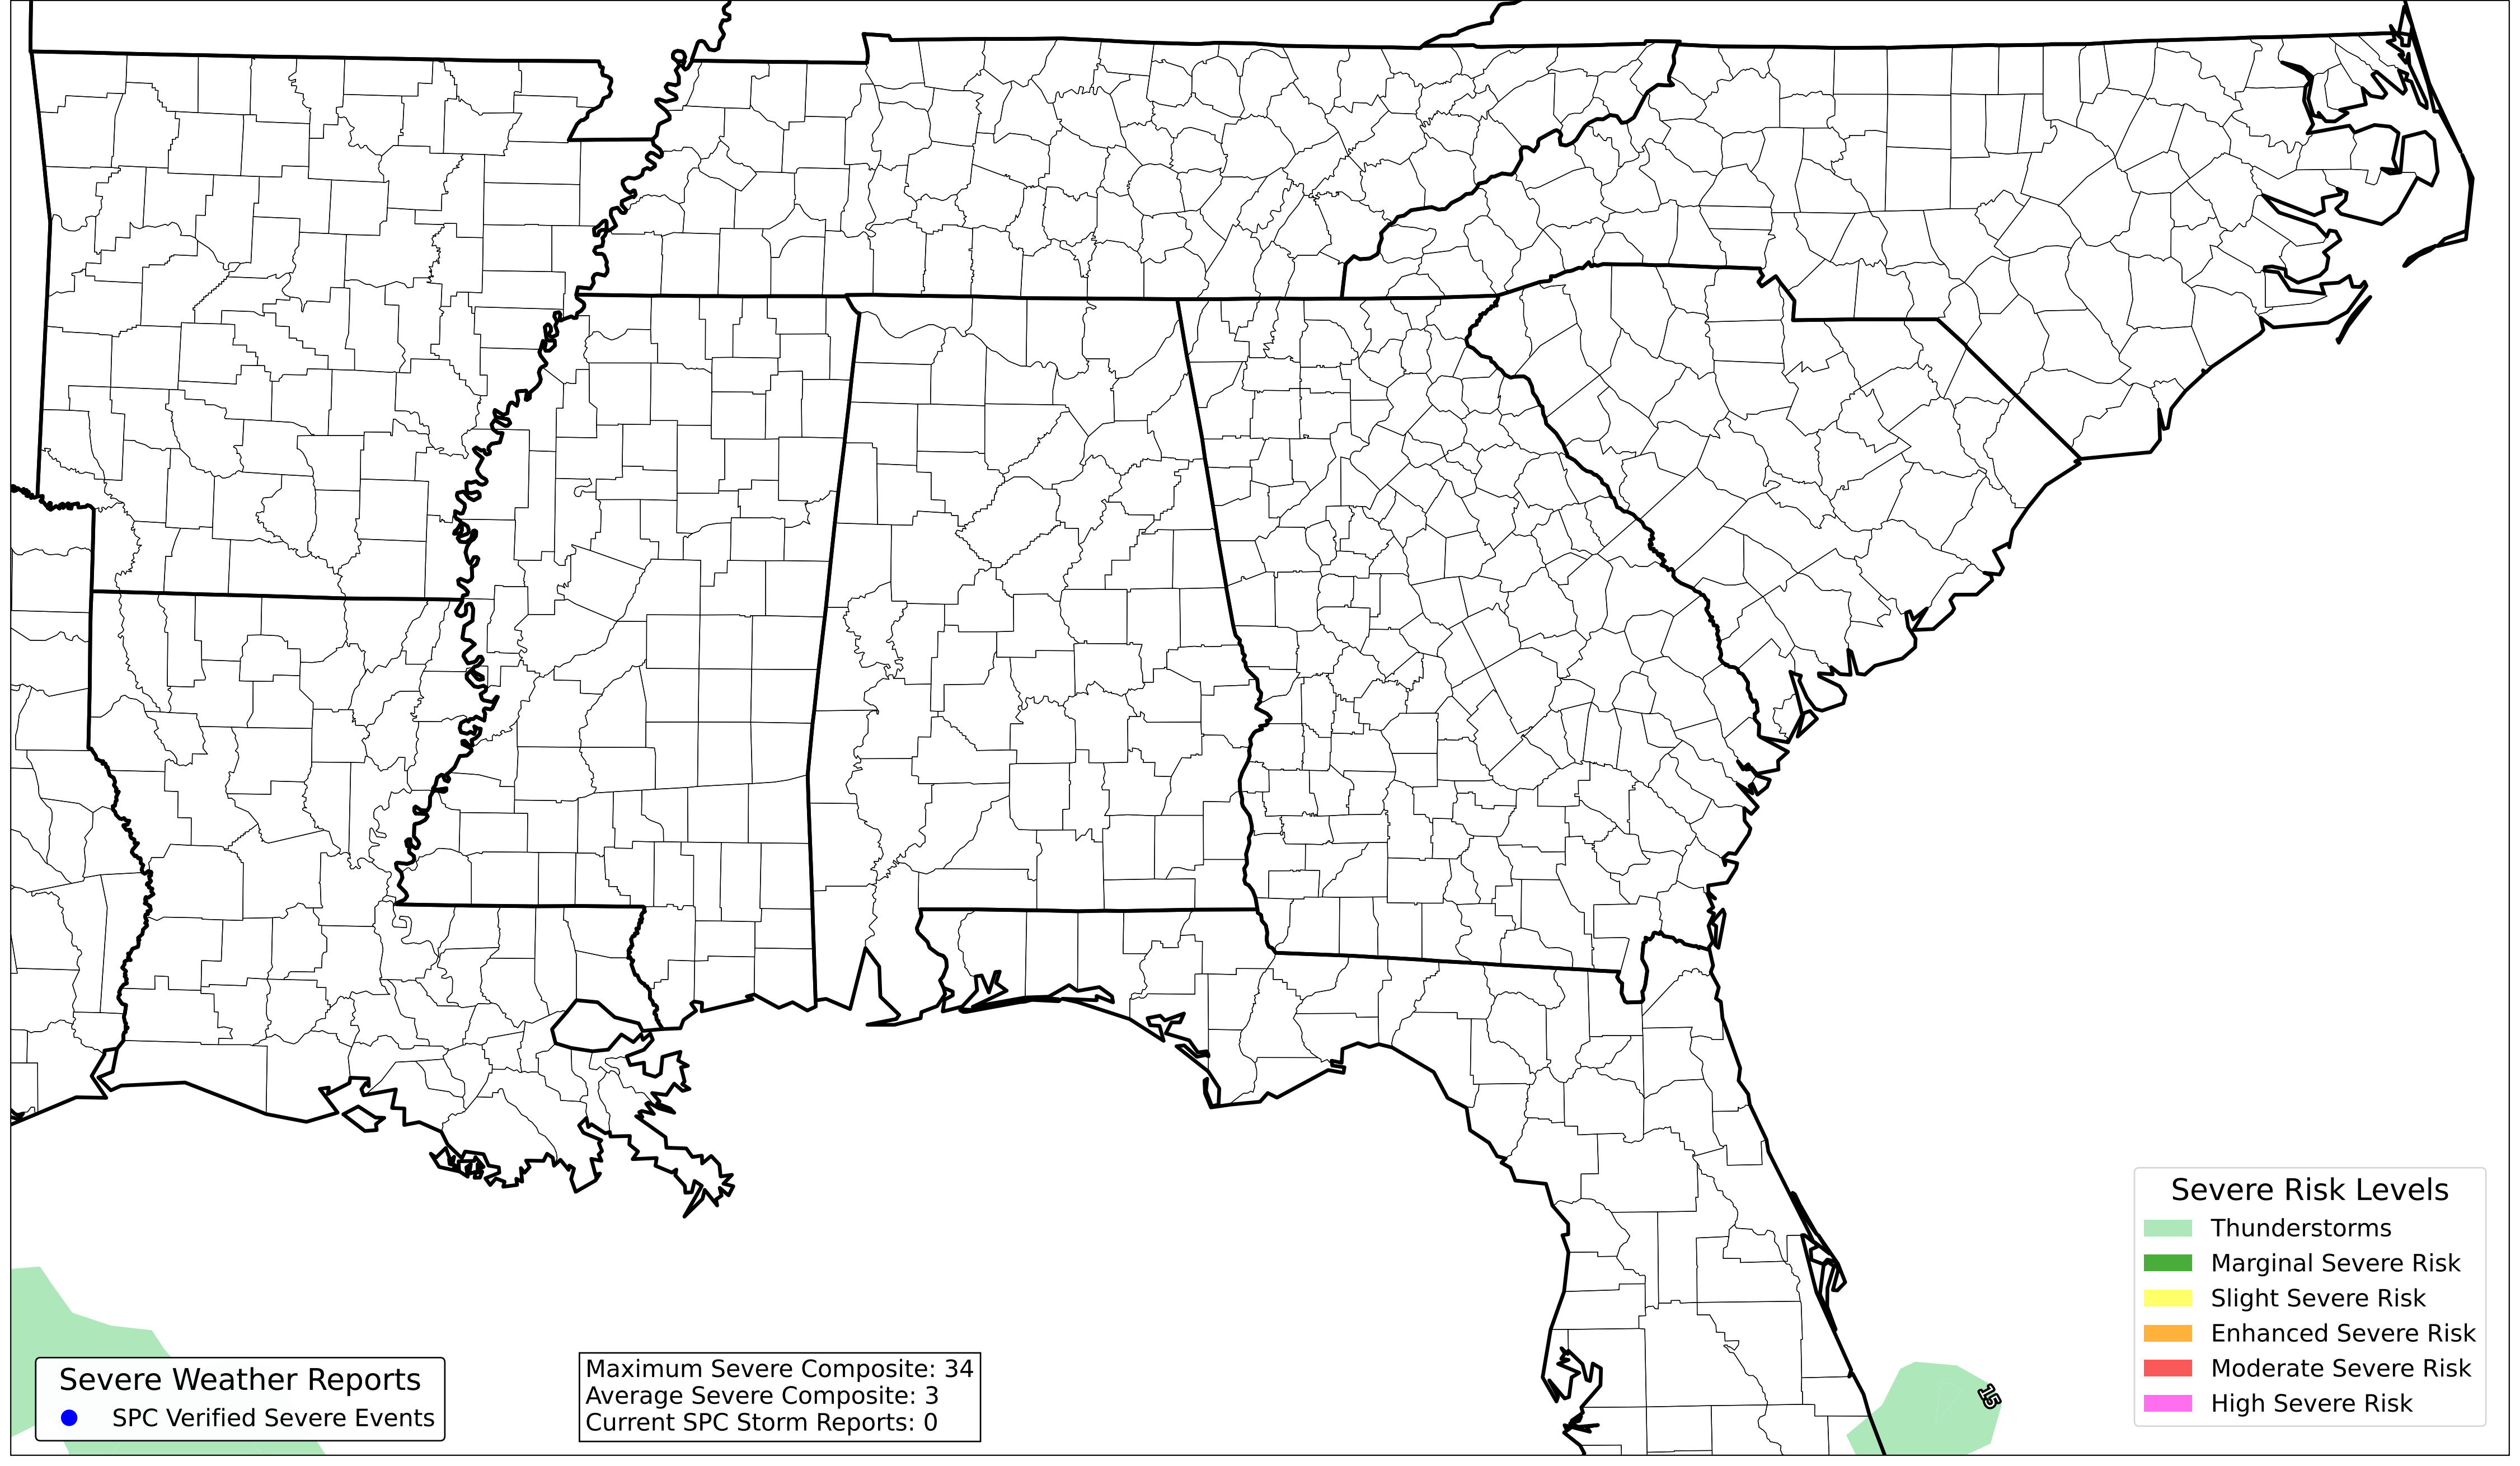 15
Severe Weather Reports
SPC Verified Severe Events
Maximum Severe Composite: 34
Average Severe Composite: 3
Current SPC Storm Reports: 0
Severe Risk Levels
Thunderstorms
Marginal Severe Risk
Slight Severe Risk
Enhanced Severe Risk
Moderate Severe Risk
High Severe Risk